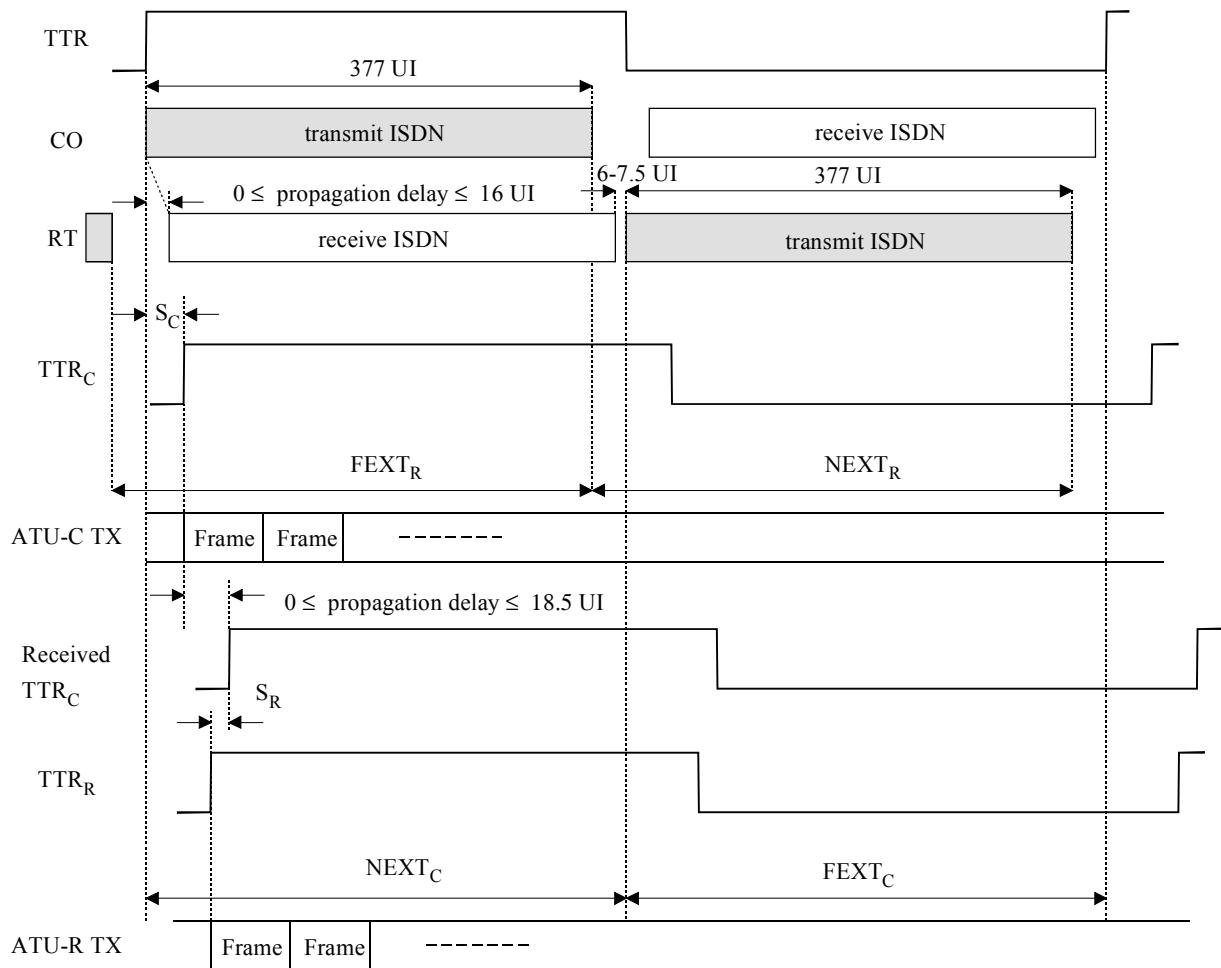 TTR
377 UI
CO
transmit ISDN
receive ISDN
6-7.5 UI
377 UI
0 ≤ propagation delay ≤ 16 UI
RT
receive ISDN
transmit ISDN
S_C
TTR_C
FEXT_R
NEXT_R
ATU-C TX
Frame
Frame
0 ≤ propagation delay ≤ 18.5 UI
Received
TTR_C
S_R
TTR_R
NEXT_C
FEXT_C
ATU-R TX
Frame
Frame